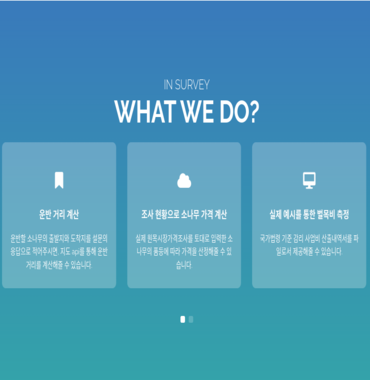 IN SURVEY
WHAT WE DO?
운반 거리 계산
운반할 소나무의 출발지와 도착지를 설문의
응답으로 적어주시면, 지도 api를 통해 운반
거리를 계산해줄 수 있습니다.
조사 현황으로 소나무 가격 계산
실제 원목시장가격조사를 토대로 입력한 소
나무의 품등에 따라 가격을 산정해줄 수 있
습니다.
실제 예시를 통한 벌목비 측정
국가법령 기준 감리 사업비 산출내역서를 파
일로서 제공해줄 수 있습니다.